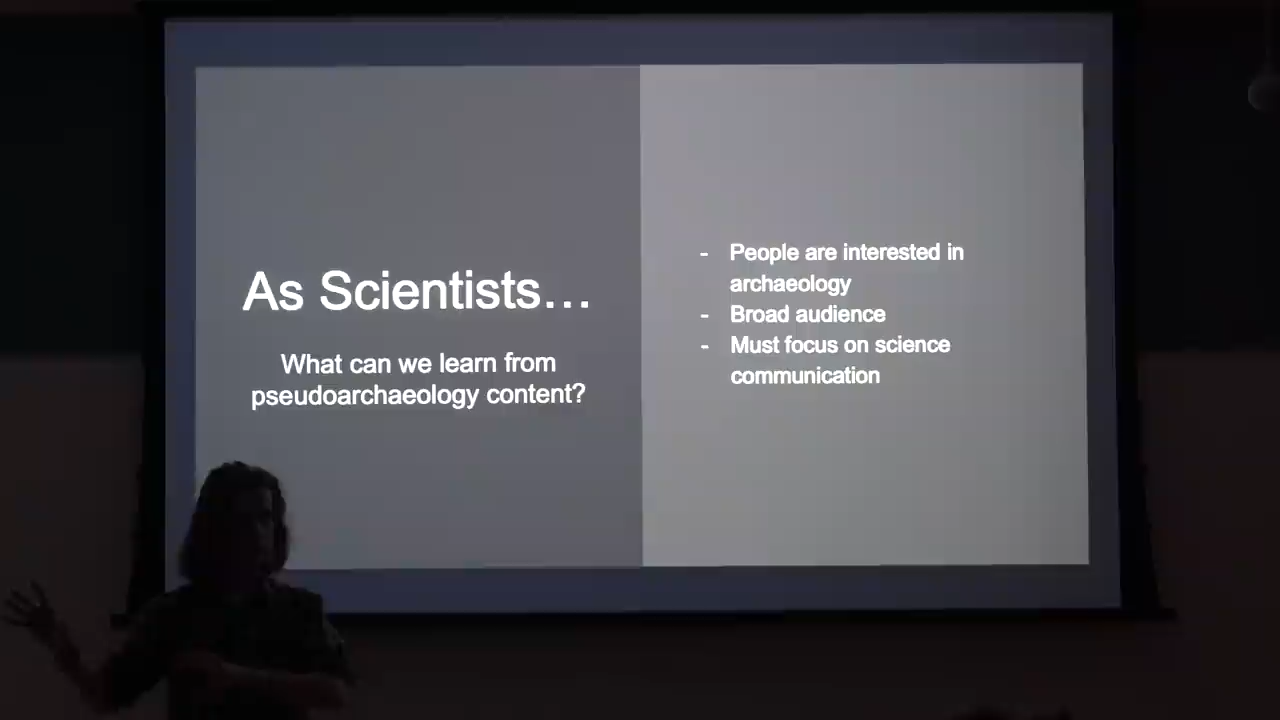 As Scientists…
What can we learn from
pseudoarchaeology content?
- People are interested in
archaeology
- Broad audience
- Must focus on science
communication